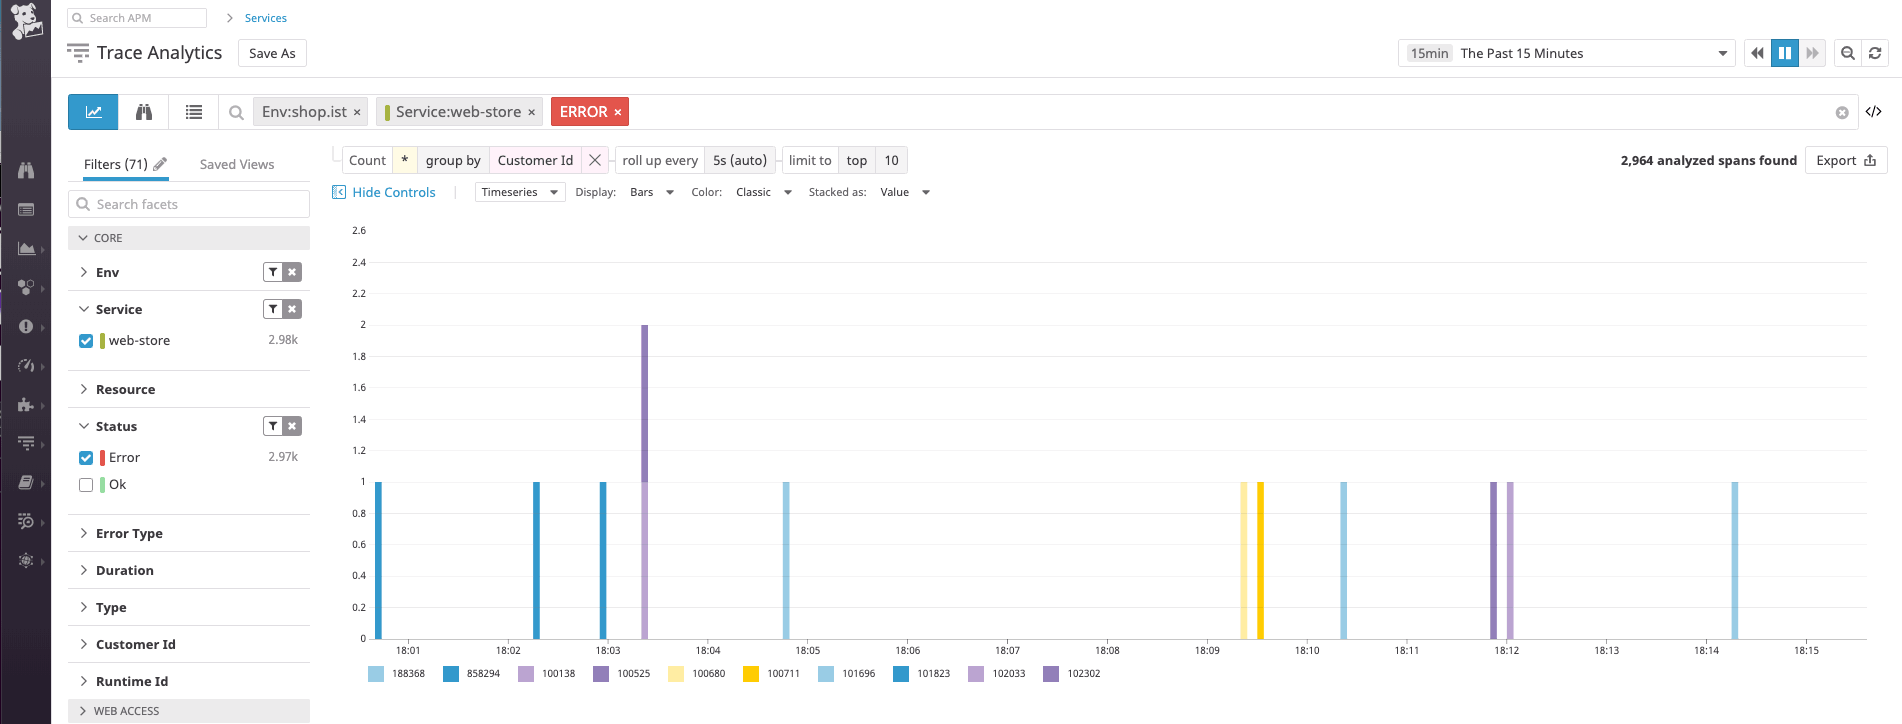 Search APM > Services
Trace Analytics Save As
15min The Past 15 Minutes
Env:shop.ist × Service:web-store × ERROR × </>
Filters (71) Saved Views
Search facets
CORE
Env
Service
web-store 2.98k
Resource
Status
Error 2.97k
Ok
Error Type
Duration
Type
Customer Id
Runtime Id
WEB ACCESS
Count * group by Customer Id × roll up every 5s (auto) limit to top 10
2,964 analyzed spans found Export
Hide Controls Timeseries Display: Bars Color: Classic Stacked as: Value
2.6
2.4
2.2
2
1.8
1.6
1.4
1.2
1
0.8
0.6
0.4
0.2
0
18:01 18:02 18:03 18:04 18:05 18:06 18:07 18:08 18:09 18:10 18:11 18:12 18:13 18:14 18:15
188368 858294 100138 100525 100680 100711 101696 101823 102033 102302